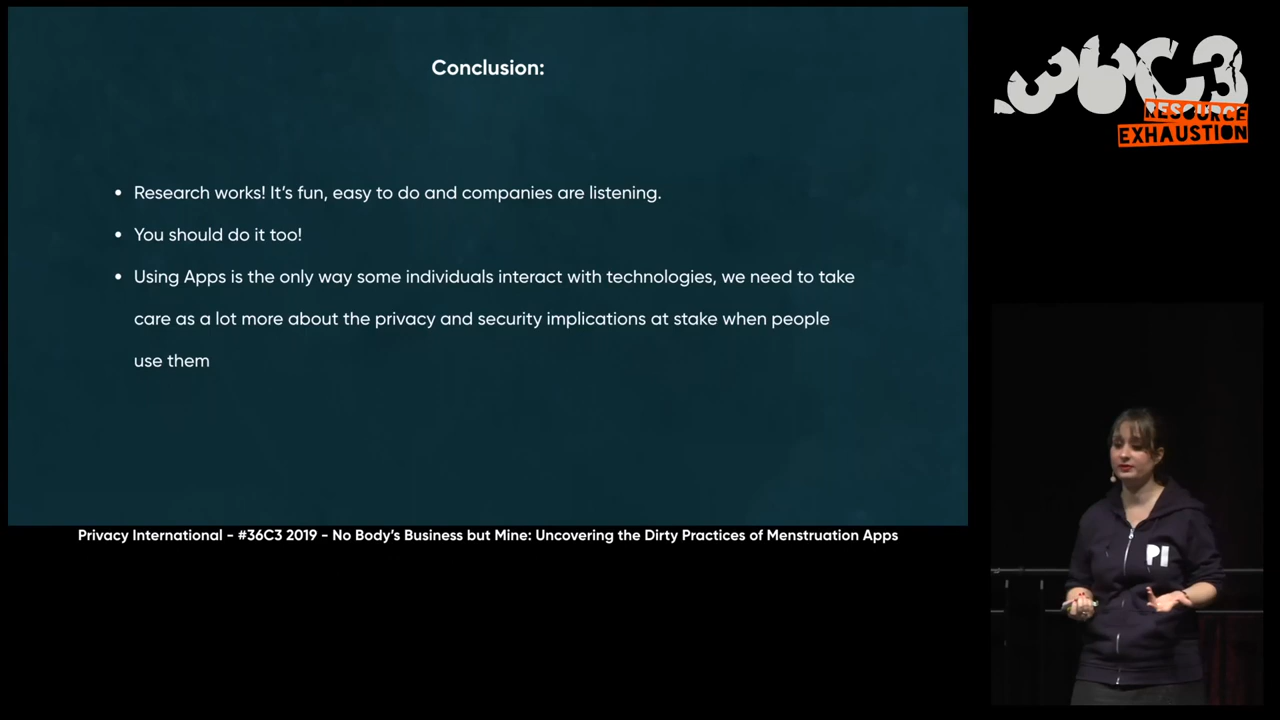 Conclusion:
• Research works! It's fun, easy to do and companies are listening.
• You should do it too!
• Using Apps is the only way some individuals interact with technologies, we need to take
care as a lot more about the privacy and security implications at stake when people
use them
Privacy International - #36C3 2019 - No Body's Business but Mine: Uncovering the Dirty Practices of Menstruation Apps
36C3
RESOURCE
EXHAUSTION
PI